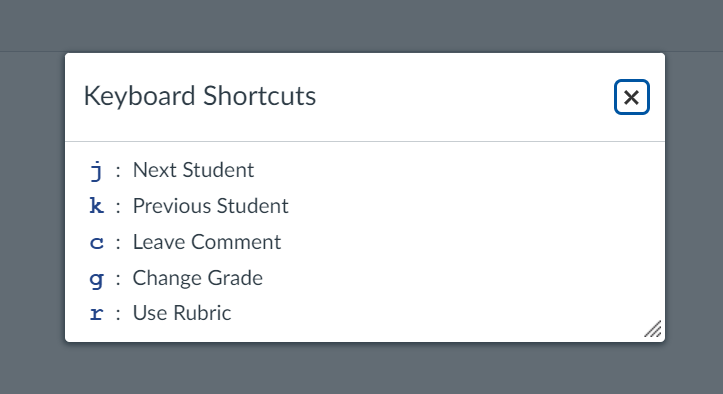 Keyboard Shortcuts
j : Next Student
k : Previous Student
c : Leave Comment
g : Change Grade
r : Use Rubric